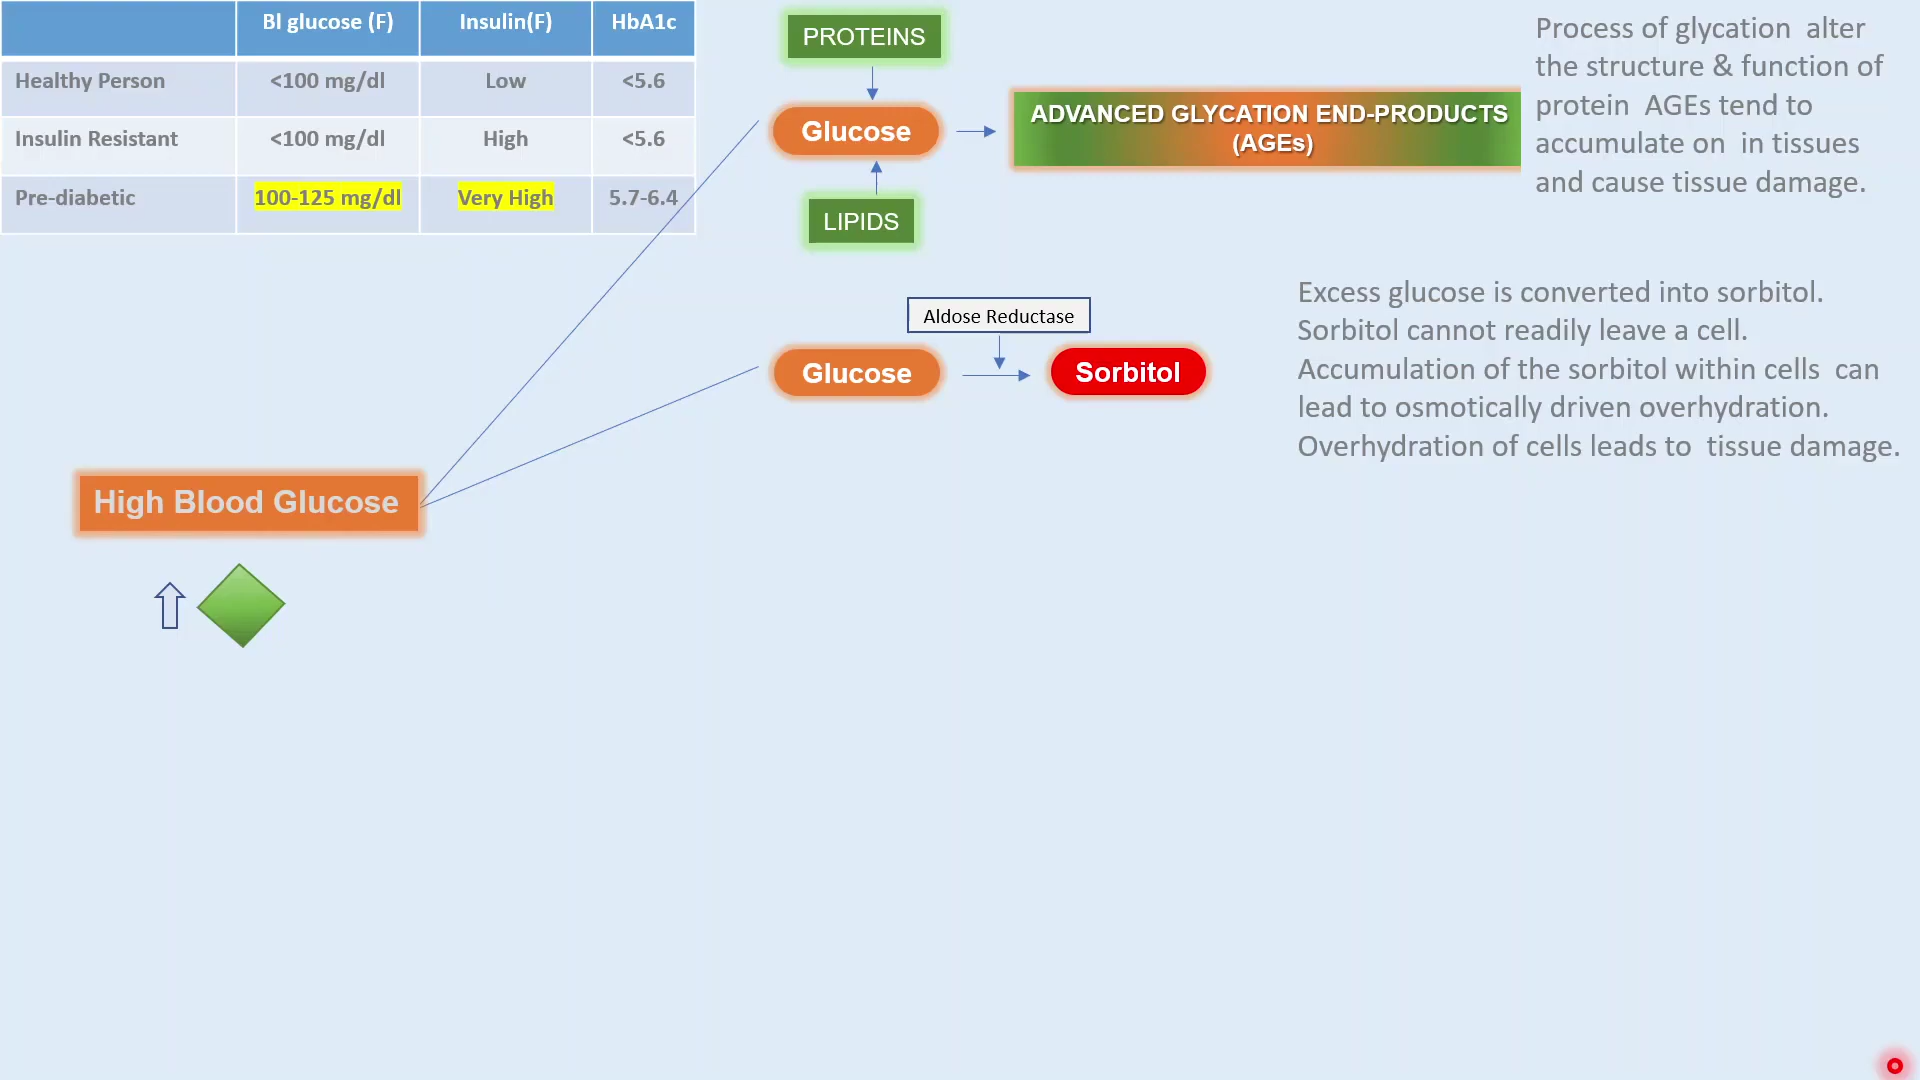 Bl glucose (F) Insulin(F) HbA1c
Healthy Person <100 mg/dl Low <5.6
Insulin Resistant <100 mg/dl High <5.6
Pre-diabetic 100-125 mg/dl Very High 5.7-6.4
PROTEINS
Glucose
LIPIDS
ADVANCED GLYCATION END-PRODUCTS
(AGEs)
Process of glycation alter
the structure & function of
protein AGEs tend to
accumulate on in tissues
and cause tissue damage.
Aldose Reductase
Glucose
Sorbitol
Excess glucose is converted into sorbitol.
Sorbitol cannot readily leave a cell.
Accumulation of the sorbitol within cells can
lead to osmotically driven overhydration.
Overhydration of cells leads to tissue damage.
High Blood Glucose